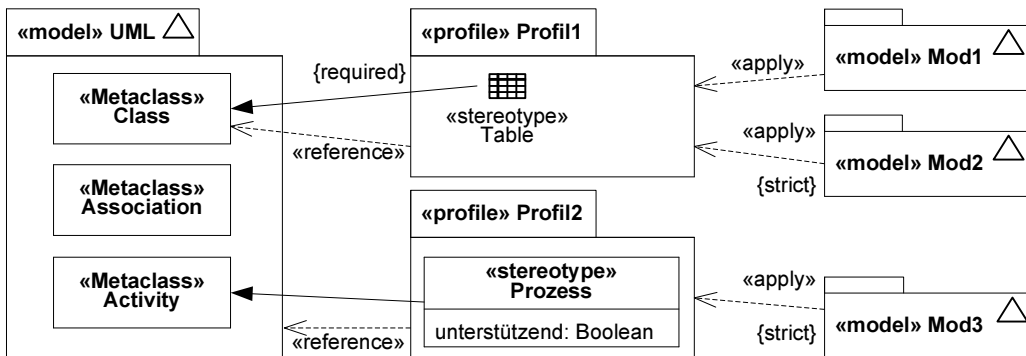 «model» UML
«Metaclass»
Class
«Metaclass»
Association
«Metaclass»
Activity
{required}
«reference»
«reference»
«profile» Profil1
«stereotype»
Table
«profile» Profil2
«stereotype»
Prozess
unterstützend: Boolean
«apply»
«apply»
{strict}
«apply»
{strict}
«model» Mod1
«model» Mod2
«model» Mod3